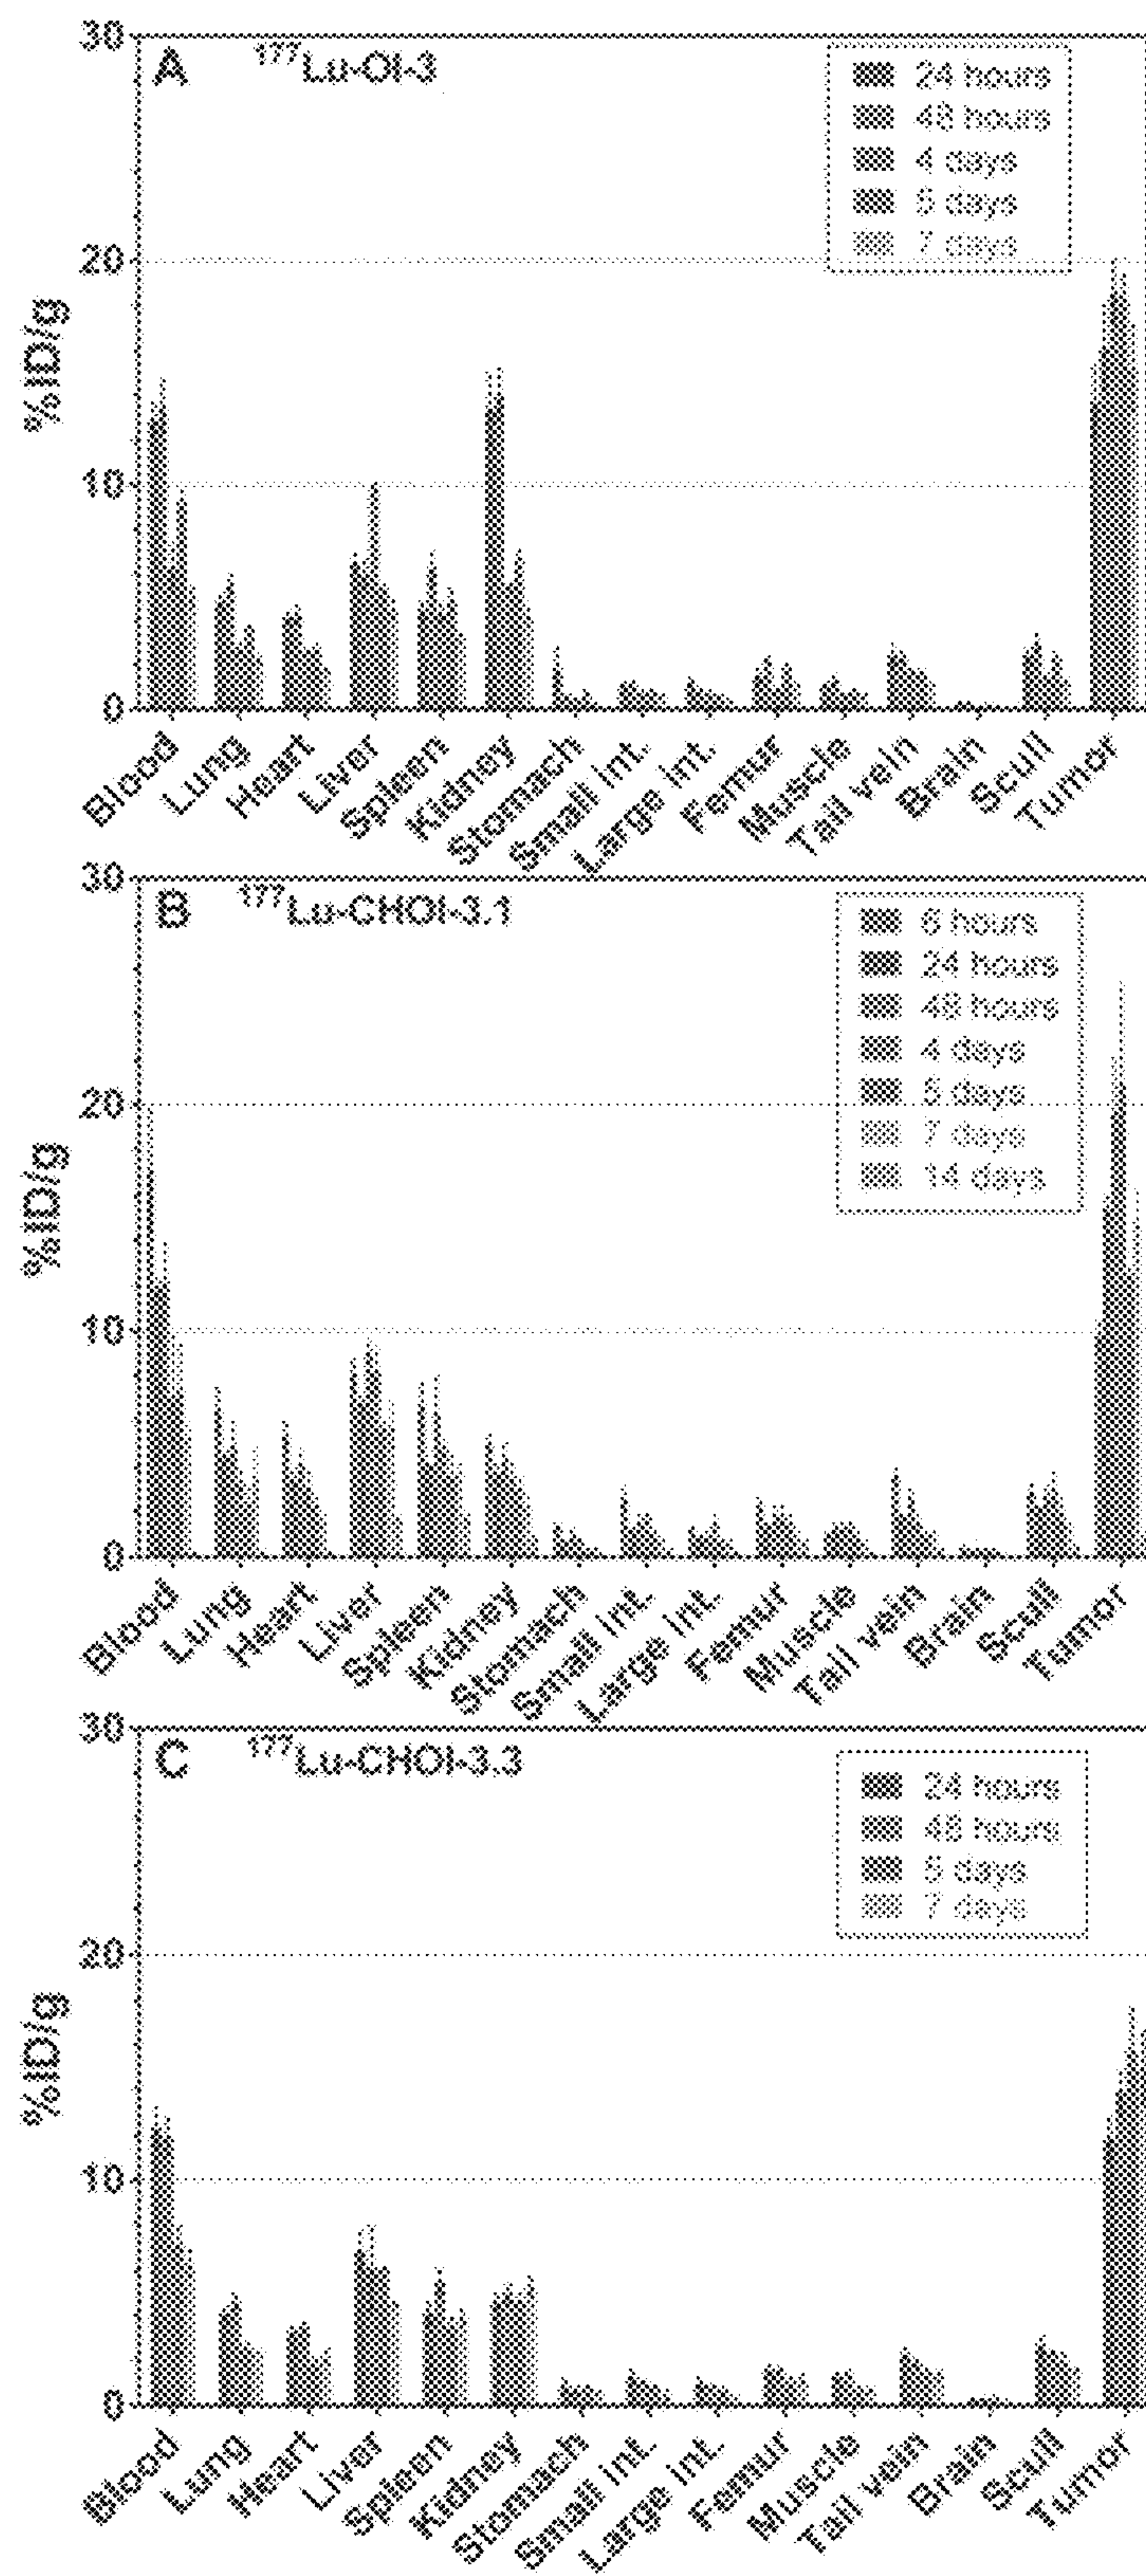 30
A 177Lu-OI-3
24 hours
48 hours
4 days
5 days
7 days
20
%ID/g
10
0
Blood Lung Heart Liver Spleen Kidney Stomach Small int. Large int. Femur Muscle Tail vein Brain Scull Tumor
30
B 177Lu-CHOI-3.1
6 hours
24 hours
48 hours
4 days
5 days
7 days
14 days
20
%ID/g
10
0
Blood Lung Heart Liver Spleen Kidney Stomach Small int. Large int. Femur Muscle Tail vein Brain Scull Tumor
30
C 177Lu-CHOI-3.3
24 hours
48 hours
5 days
7 days
20
%ID/g
10
0
Blood Lung Heart Liver Spleen Kidney Stomach Small int. Large int. Femur Muscle Tail vein Brain Scull Tumor